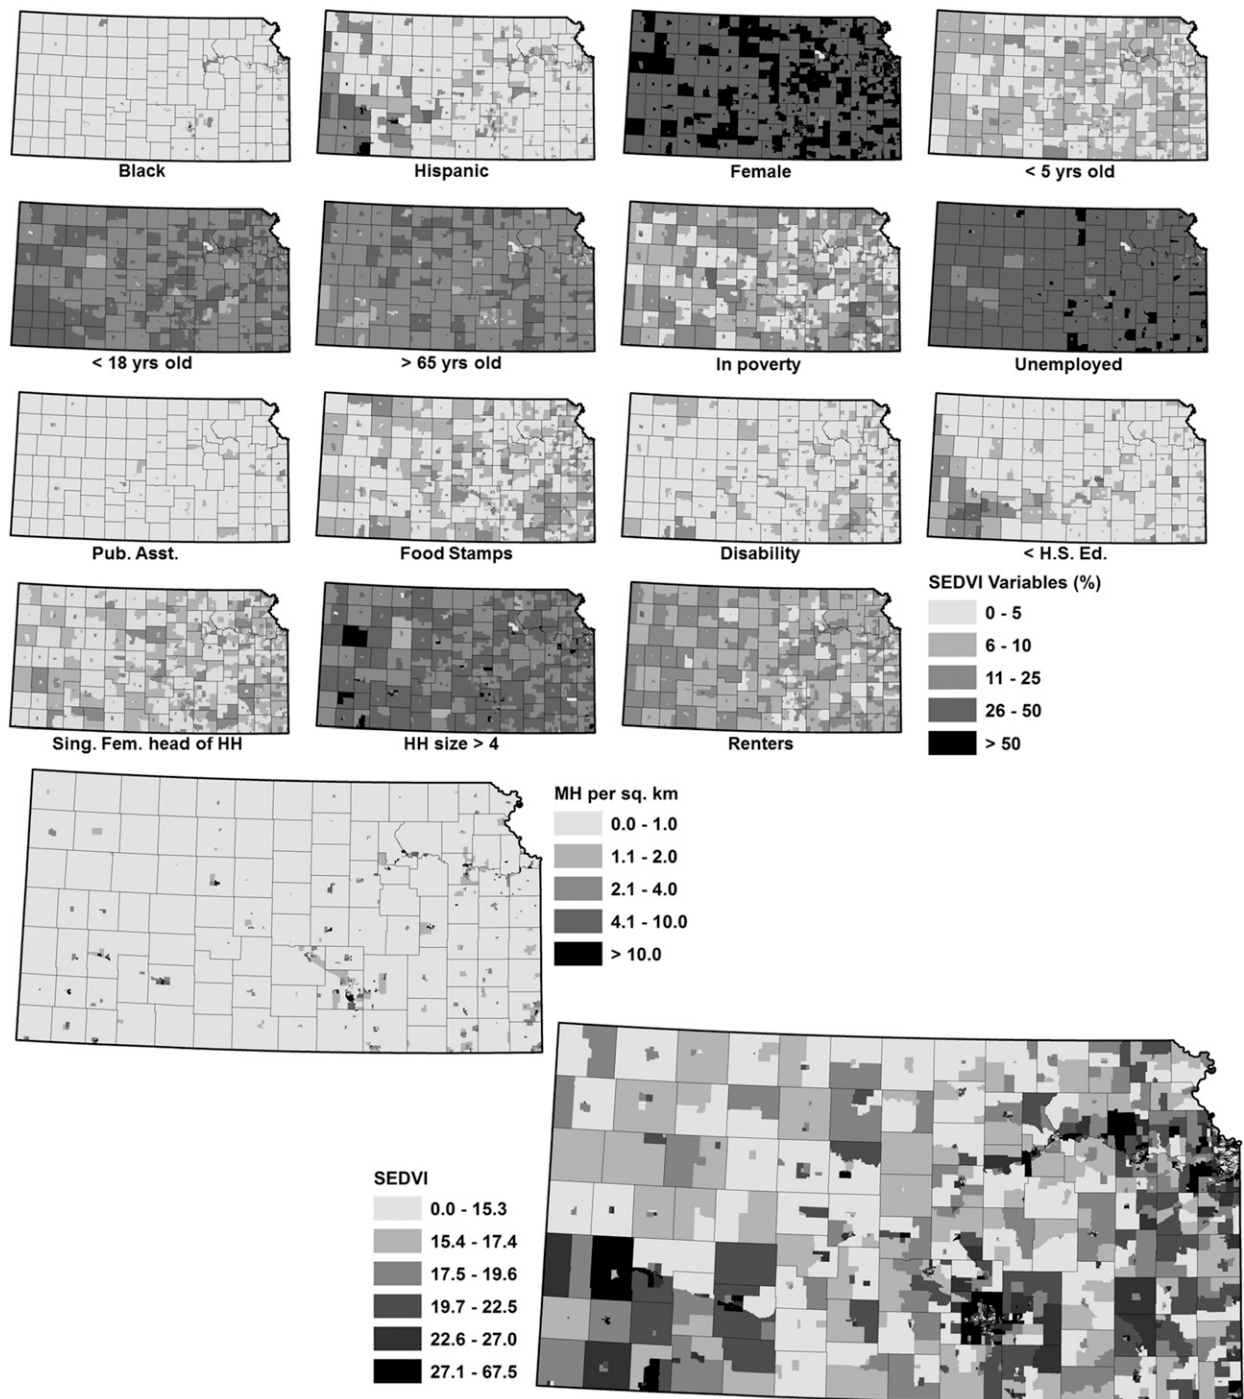 Black
Hispanic
Female
< 5 yrs old
< 18 yrs old
> 65 yrs old
In poverty
Unemployed
Pub. Asst.
Food Stamps
Disability
< H.S. Ed.
Sing. Fem. head of HH
HH size > 4
Renters
SEDVI Variables (%)
0 - 5
6 - 10
11 - 25
26 - 50
> 50
MH per sq. km
0.0 - 1.0
1.1 - 2.0
2.1 - 4.0
4.1 - 10.0
> 10.0
SEDVI
0.0 - 15.3
15.4 - 17.4
17.5 - 19.6
19.7 - 22.5
22.6 - 27.0
27.1 - 67.5